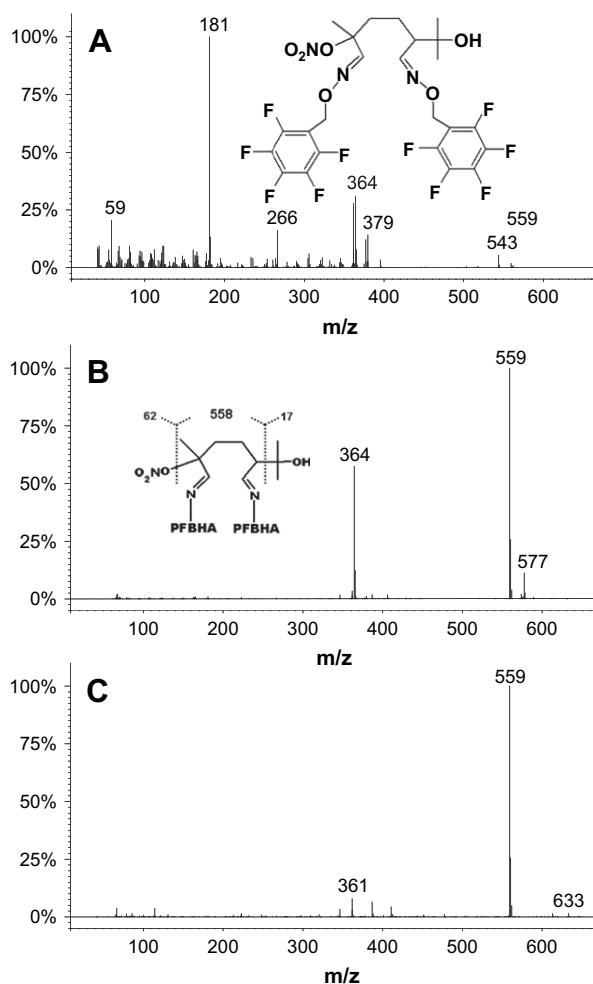 A
100%
75%
50%
25%
0%
181
59
266
364
379
543
559
O₂NO
N
O
F
F
F
F
F
OH
N
O
F
F
F
F
F
100 200 300 400 500 600
m/z
B
100%
75%
50%
25%
0%
559
364
577
62 558 17
O₂NO
N
PFBHA
N
PFBHA
OH
100 200 300 400 500 600
m/z
C
100%
75%
50%
25%
0%
559
361
633
100 200 300 400 500 600
m/z